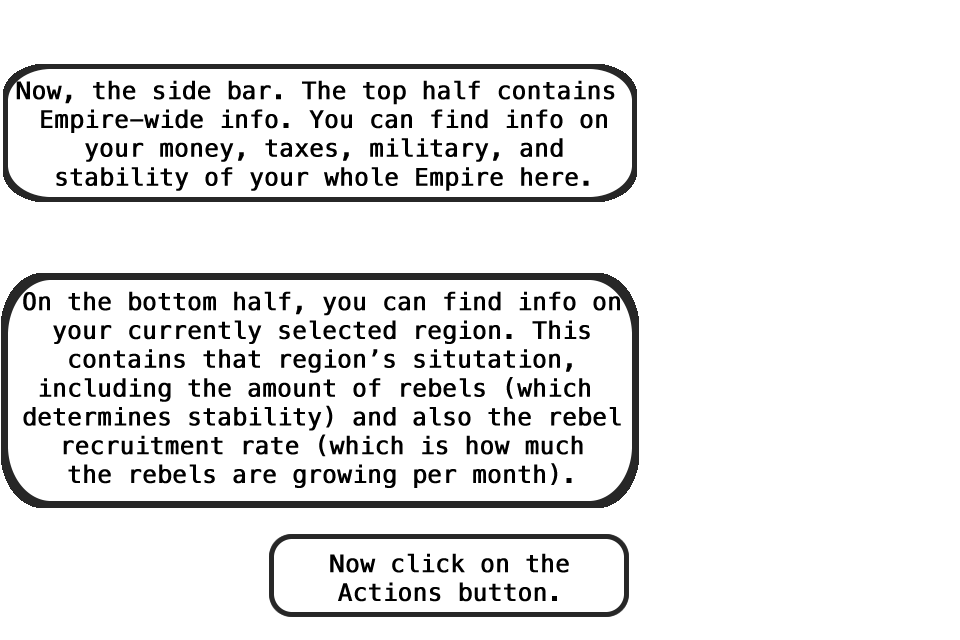 Now, the side bar. The top half contains
Empire-wide info. You can find info on
your money, taxes, military, and
stability of your whole Empire here.
On the bottom half, you can find info on
your currently selected region. This
contains that region's situtation,
including the amount of rebels (which
determines stability) and also the rebel
recruitment rate (which is how much
the rebels are growing per month).
Now click on the
Actions button.